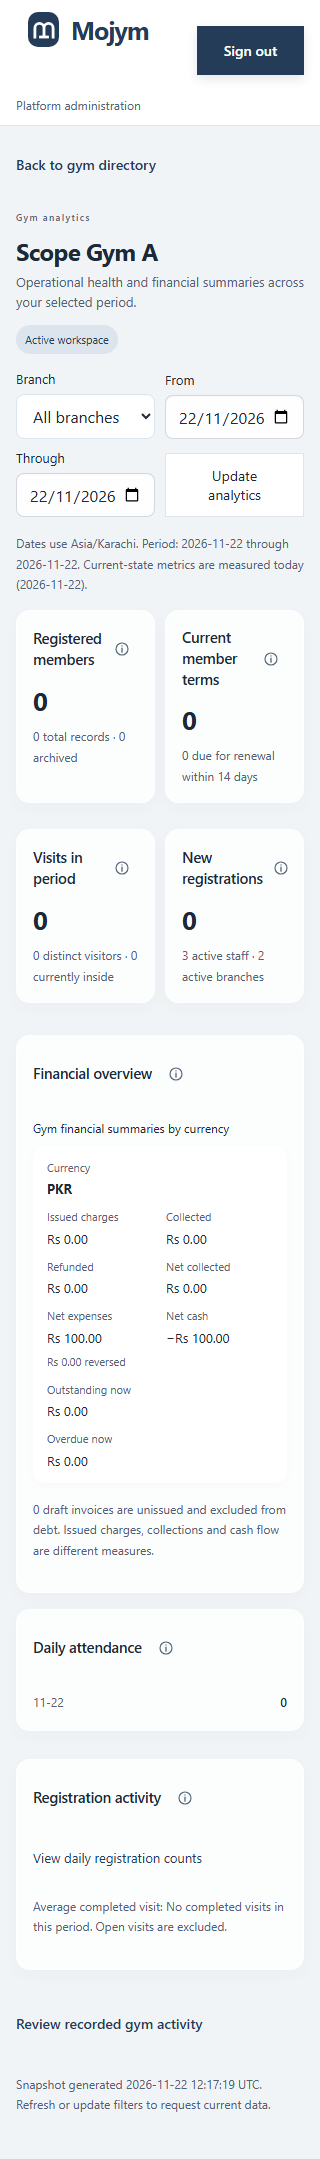 Mojym
Sign out
Platform administration
Back to gym directory
Gym analytics
Scope Gym A
Operational health and financial summaries across
your selected period.
Active workspace
Branch
From
All branches
22/11/2026
Through
22/11/2026
Update
analytics
Dates use Asia/Karachi. Period: 2026-11-22 through
2026-11-22. Current-state metrics are measured today
(2026-11-22).
Registered
members
0
0 total records · 0
archived
Current
member
terms
0
0 due for renewal
within 14 days
Visits in
period
0
0 distinct visitors · 0
currently inside
New
registrations
0
3 active staff · 2
active branches
Financial overview
Gym financial summaries by currency
Currency
PKR
Issued charges
Rs 0.00
Collected
Rs 0.00
Refunded
Rs 0.00
Net collected
Rs 0.00
Net expenses
Rs 100.00
Rs 0.00 reversed
Net cash
−Rs 100.00
Outstanding now
Rs 0.00
Overdue now
Rs 0.00
0 draft invoices are unissued and excluded from
debt. Issued charges, collections and cash flow
are different measures.
Daily attendance
11-22
0
Registration activity
View daily registration counts
Average completed visit: No completed visits in
this period. Open visits are excluded.
Review recorded gym activity
Snapshot generated 2026-11-22 12:17:19 UTC.
Refresh or update filters to request current data.